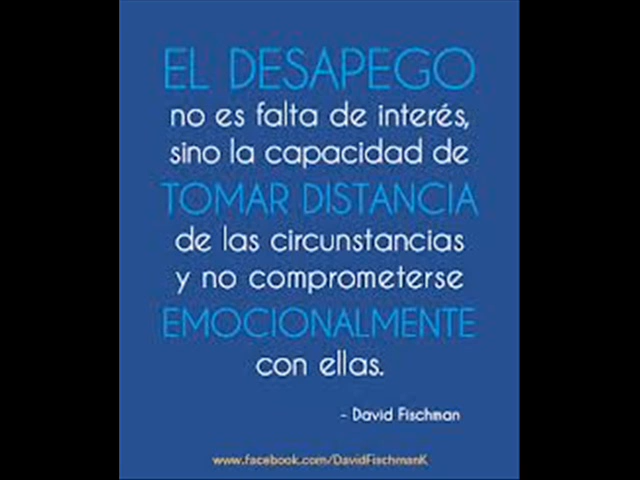 EL DESAPEGO
no es falta de interés,
sino la capacidad de
TOMAR DISTANCIA
de las circunstancias
y no comprometerse
EMOCIONALMENTE
con ellas.
- David Fischman
www.facebook.com/DavidFischmanK